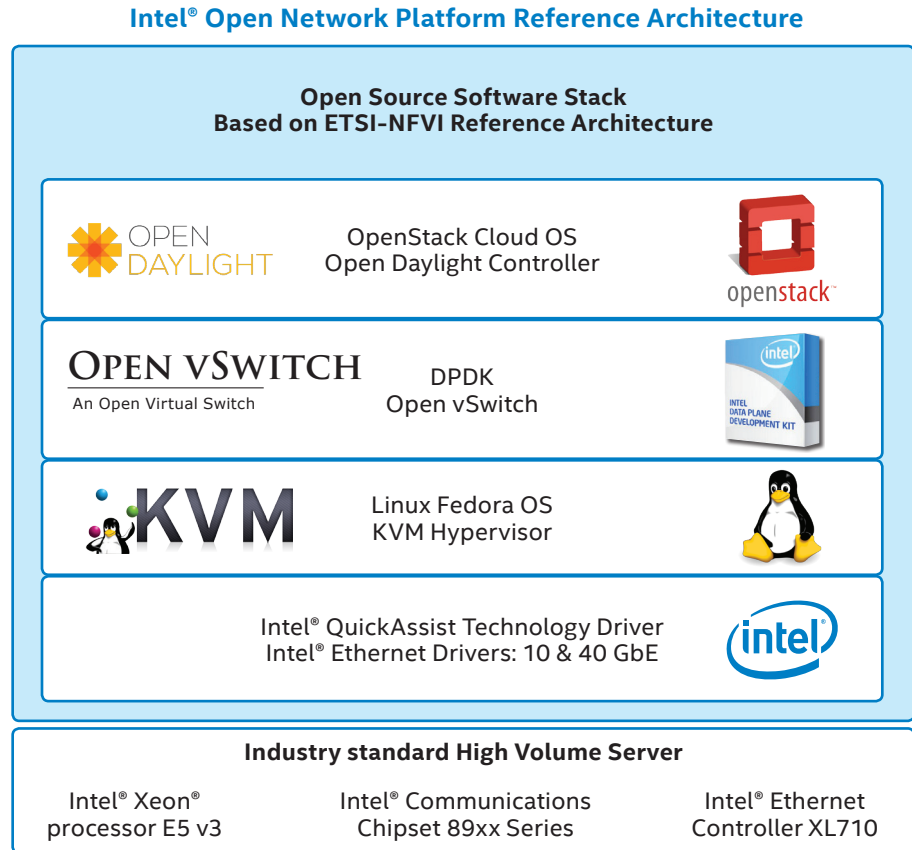 Intel® Open Network Platform Reference Architecture
Open Source Software Stack
Based on ETSI-NFVI Reference Architecture
OPEN
DAYLIGHT
OpenStack Cloud OS
Open Daylight Controller
openstack™
OPEN VSWITCH
An Open Virtual Switch
DPDK
Open vSwitch
intel
INTEL
DATA PLANE
DEVELOPMENT KIT
KVM
Linux Fedora OS
KVM Hypervisor
Intel® QuickAssist Technology Driver
Intel® Ethernet Drivers: 10 & 40 GbE
intel®
Industry standard High Volume Server
Intel® Xeon®
processor E5 v3
Intel® Communications
Chipset 89xx Series
Intel® Ethernet
Controller XL710